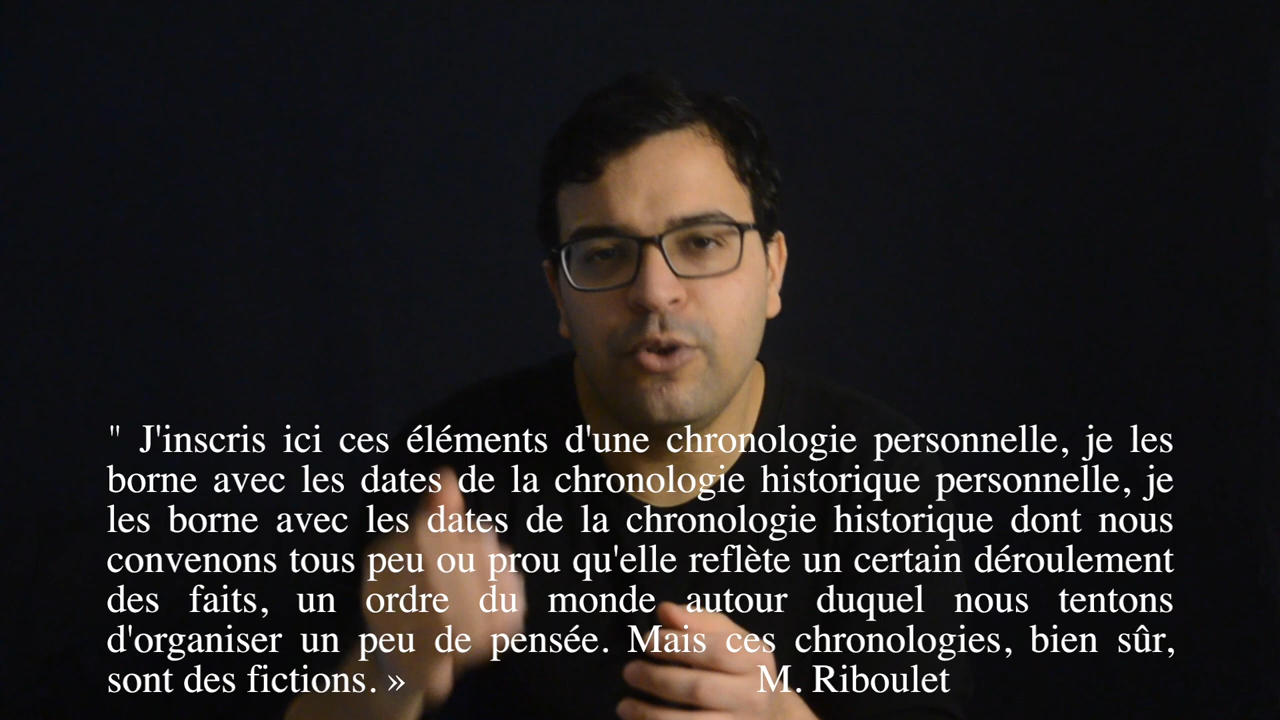 " J'inscris ici ces éléments d'une chronologie personnelle, je les
borne avec les dates de la chronologie historique personnelle, je
les borne avec les dates de la chronologie historique dont nous
convenons tous peu ou prou qu'elle reflète un certain déroulement
des faits, un ordre du monde autour duquel nous tentons
d'organiser un peu de pensée. Mais ces chronologies, bien sûr,
sont des fictions. » M. Riboulet